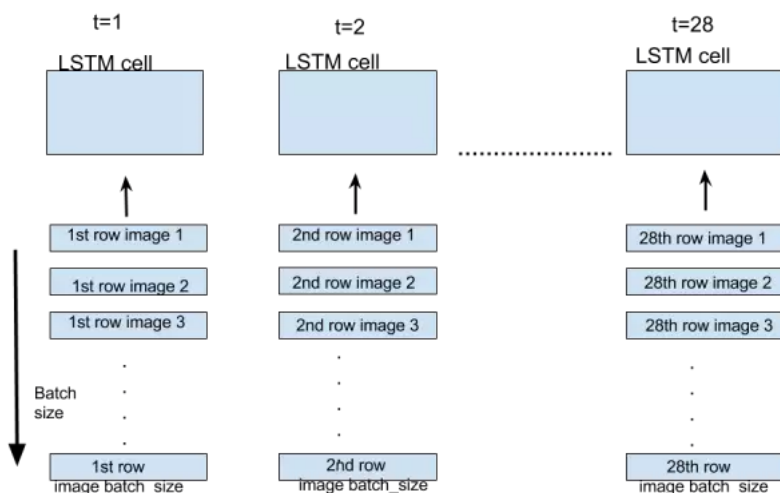 t=1
t=2
t=28
LSTM cell
LSTM cell
LSTM cell
1st row image 1
2nd row image 1
28th row image 1
1st row image 2
2nd row image 2
28th row image 2
1st row image 3
2nd row image 3
28th row image 3
Batch
size
1st row
image batch_size
2nd row
image batch_size
28th row
image batch_size